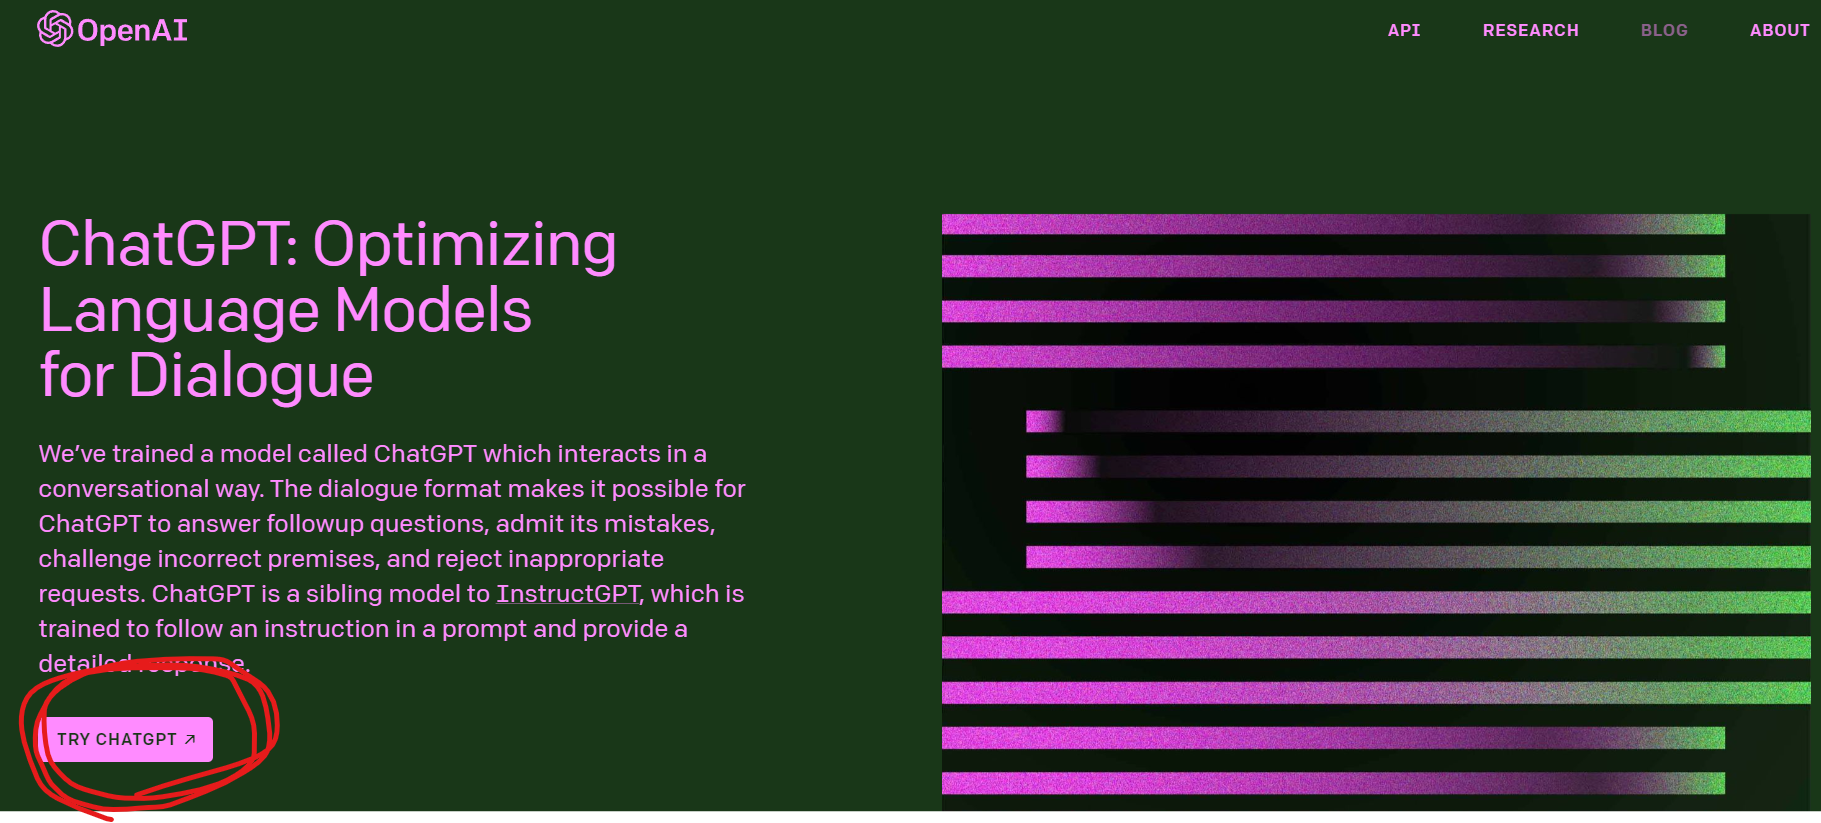 OpenAI
API RESEARCH BLOG ABOUT
ChatGPT: Optimizing
Language Models
for Dialogue
We’ve trained a model called ChatGPT which interacts in a
conversational way. The dialogue format makes it possible for
ChatGPT to answer followup questions, admit its mistakes,
challenge incorrect premises, and reject inappropriate
requests. ChatGPT is a sibling model to InstructGPT, which is
trained to follow an instruction in a prompt and provide a
detailed response.
TRY CHATGPT ↗